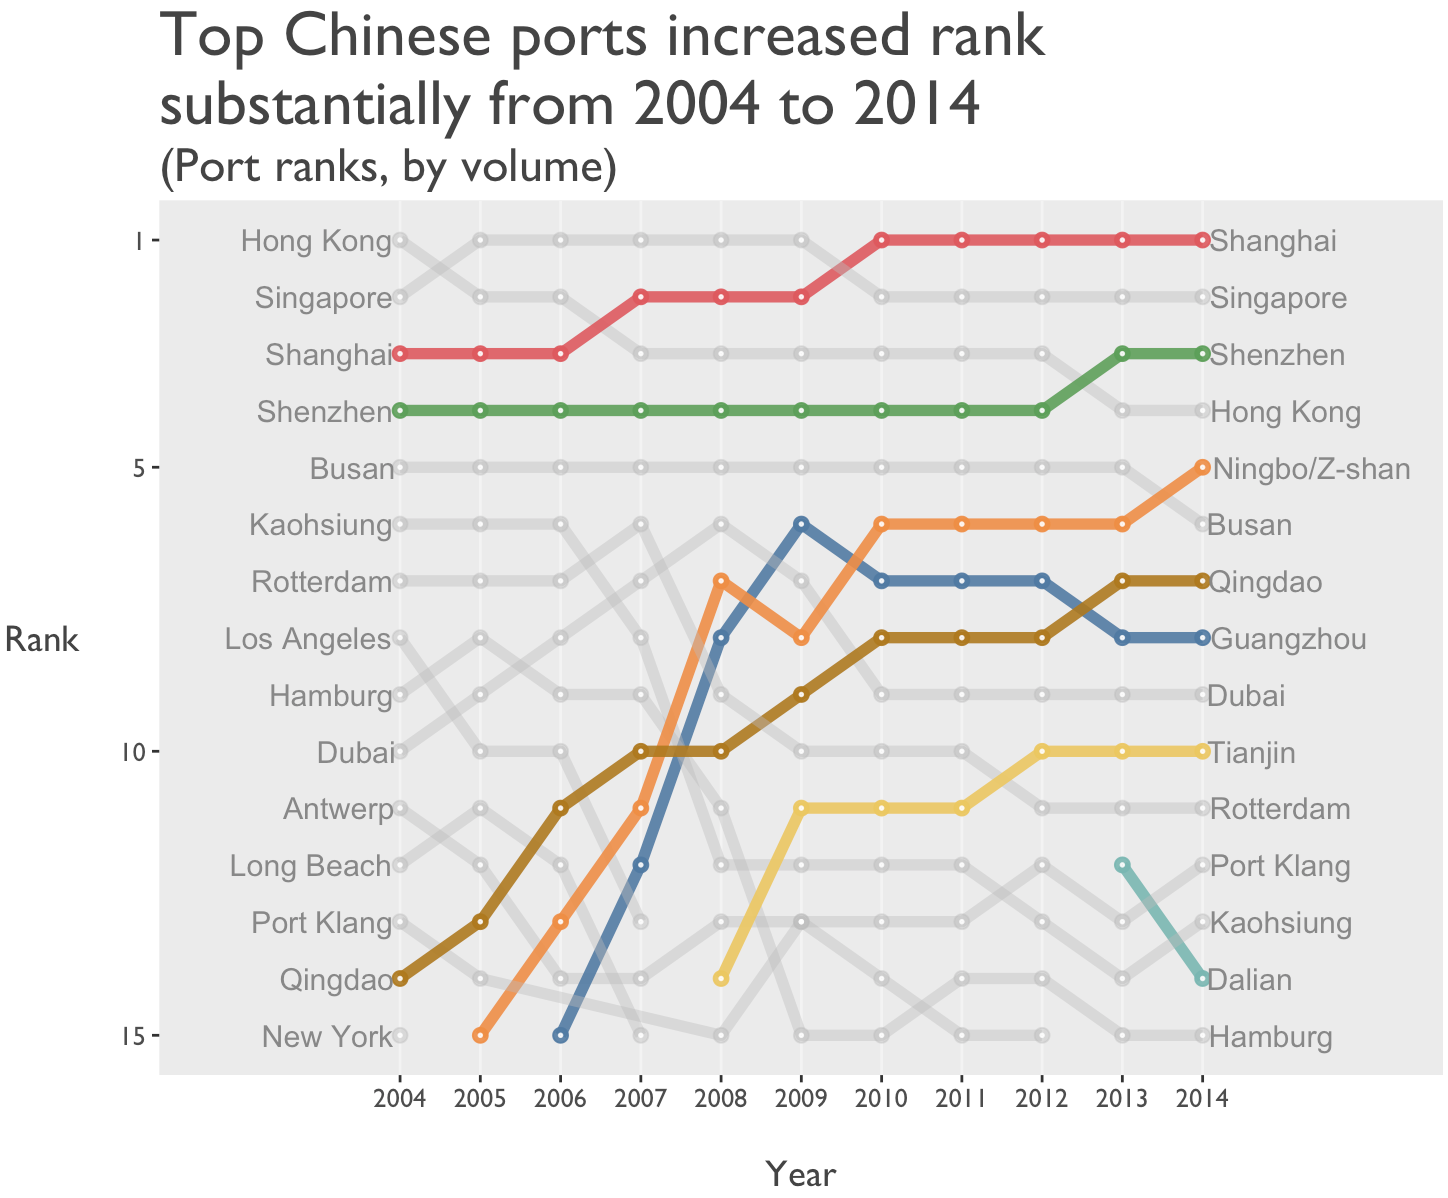 Top Chinese ports increased rank
substantially from 2004 to 2014
(Port ranks, by volume)
1
Hong Kong
Shanghai
Singapore
Singapore
Shanghai
Shenzhen
Shenzhen
Hong Kong
5
Busan
Ningbo/Z-shan
Kaohsiung
Busan
Rotterdam
Qingdao
Rank
Los Angeles
Guangzhou
Hamburg
Dubai
10
Dubai
Tianjin
Antwerp
Rotterdam
Long Beach
Port Klang
Port Klang
Kaohsiung
Qingdao
Dalian
15
New York
Hamburg
2004 2005 2006 2007 2008 2009 2010 2011 2012 2013 2014
Year